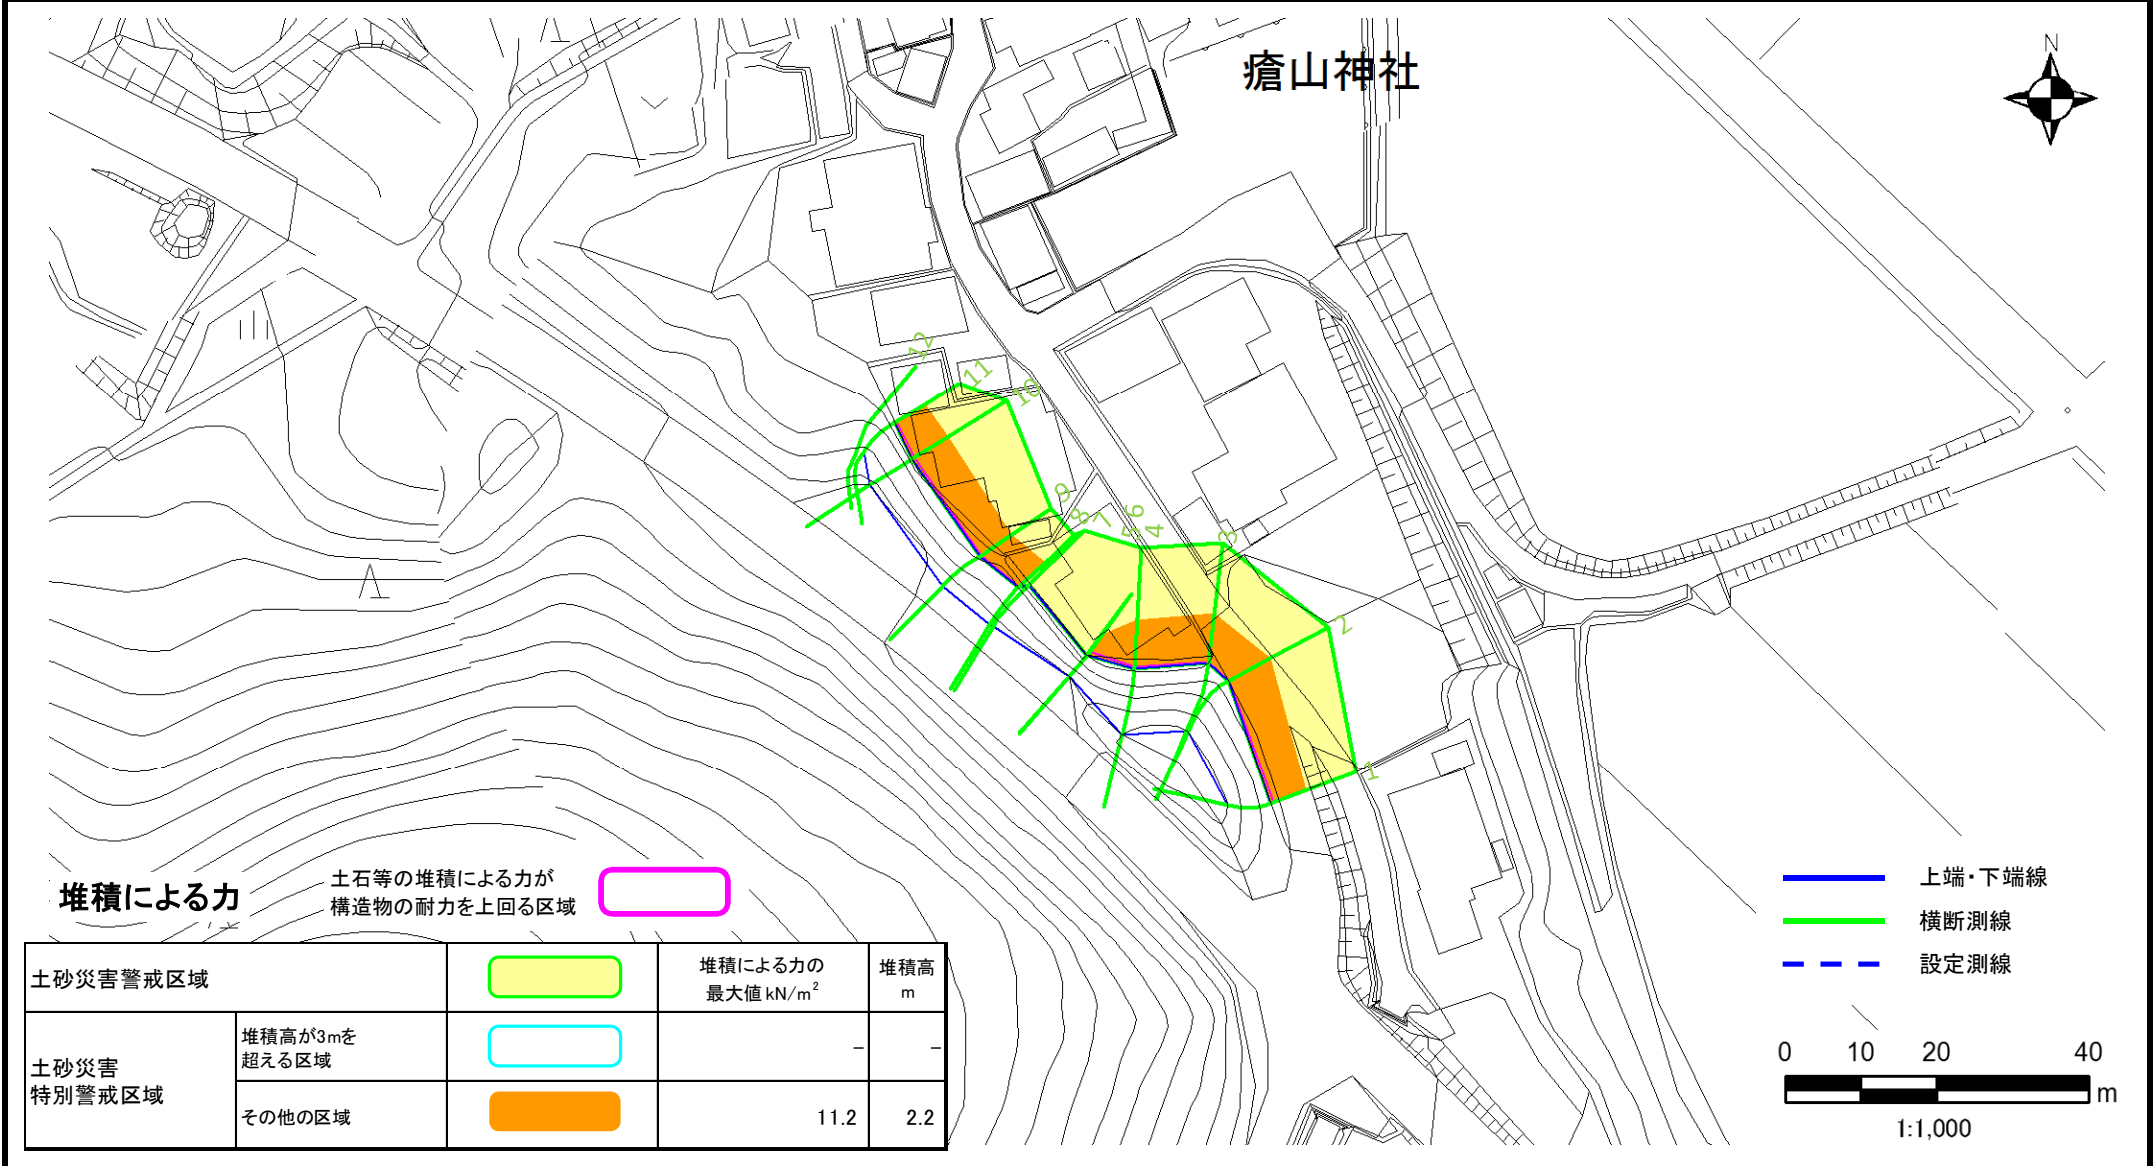 瘡山神社
N
12
11
10
9
8
7
5
6
4
3
2
1
堆積による力
土石等の堆積による力が
構造物の耐力を上回る区域
土砂災害警戒区域
堆積による力の
最大値 kN/m²
堆積高
m
土砂災害
特別警戒区域
堆積高が3mを
超える区域
-
-
その他の区域
11.2
2.2
上端・下端線
横断測線
設定測線
0 10 20 40
m
1:1,000